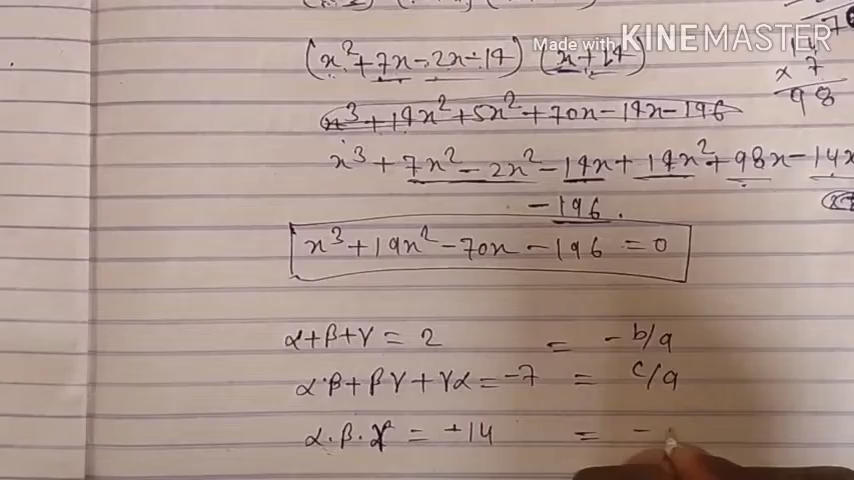 Made with KINEMASTER
(x² + 7x - 2x - 14) (x + 14)
x³ + 14x² + 5x² + 70x - 14x - 196
x³ + 7x² - 2x² - 14x + 14x² + 98x - 14x
- 196.
x³ + 19x² - 70x - 196 = 0
α+β+γ = 2 = - b/a
α·β + βγ + γα = -7 = c/a
α·β·γ = +14 = -
14
× 7
98